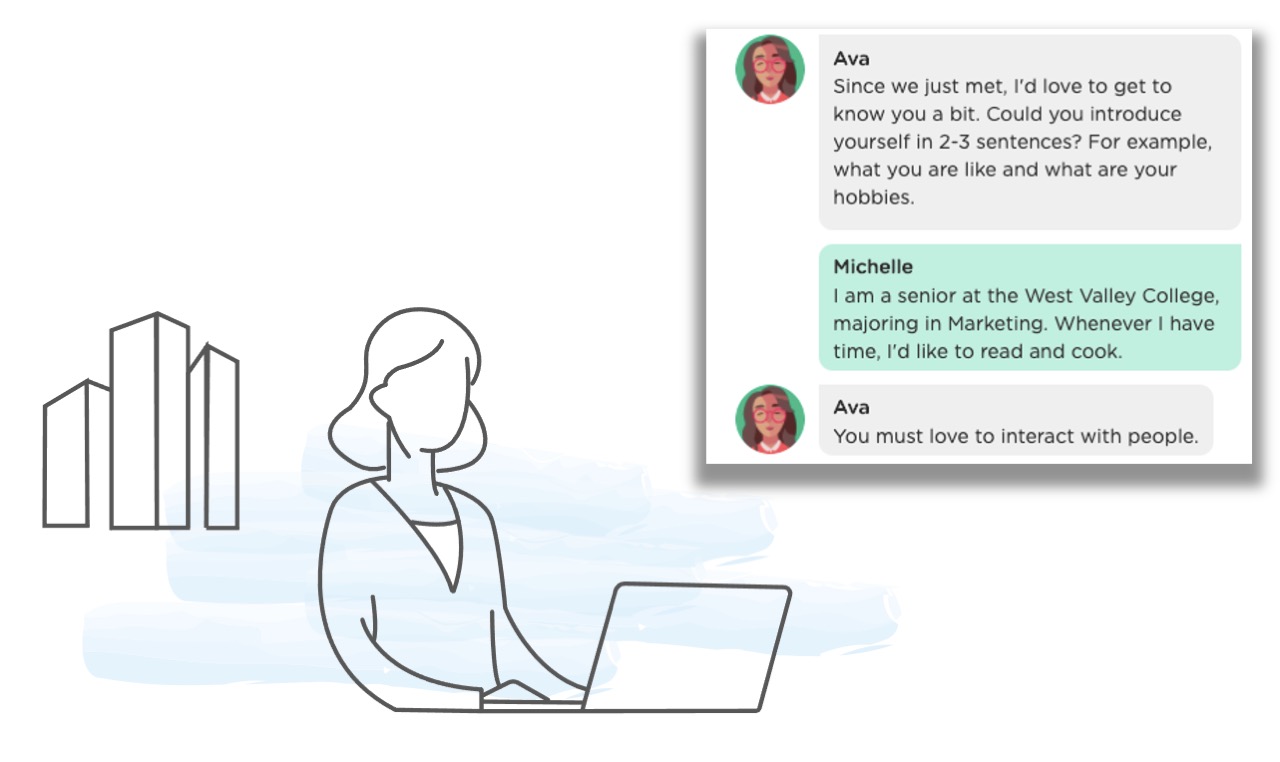 Ava
Since we just met, I'd love to get to
know you a bit. Could you introduce
yourself in 2-3 sentences? For example,
what you are like and what are your
hobbies.
Michelle
I am a senior at the West Valley College,
majoring in Marketing. Whenever I have
time, I'd like to read and cook.
Ava
You must love to interact with people.